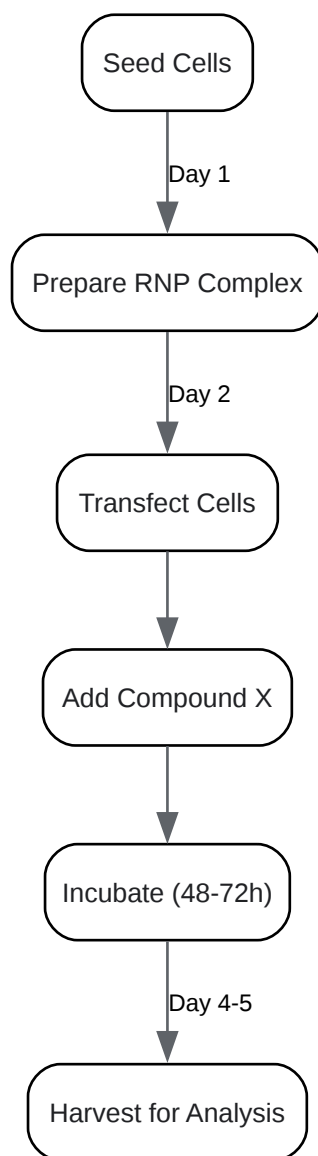 Seed Cells
Day 1
Prepare RNP Complex
Day 2
Transfect Cells
Add Compound X
Incubate (48-72h)
Day 4-5
Harvest for Analysis